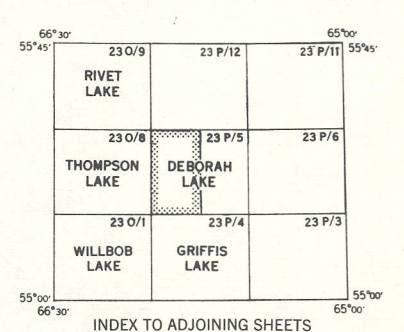 66°30' 65°00'
55°45' 23 O/9 23 P/12 23 P/11 55°45'
RIVET
LAKE
23 O/8 23 P/5 23 P/6
THOMPSON DEBORAH
LAKE LAKE
23 O/1 23 P/4 23 P/3
WILLBOB GRIFFIS
LAKE LAKE
55°00' 55°00'
66°30' 65°00'
INDEX TO ADJOINING SHEETS